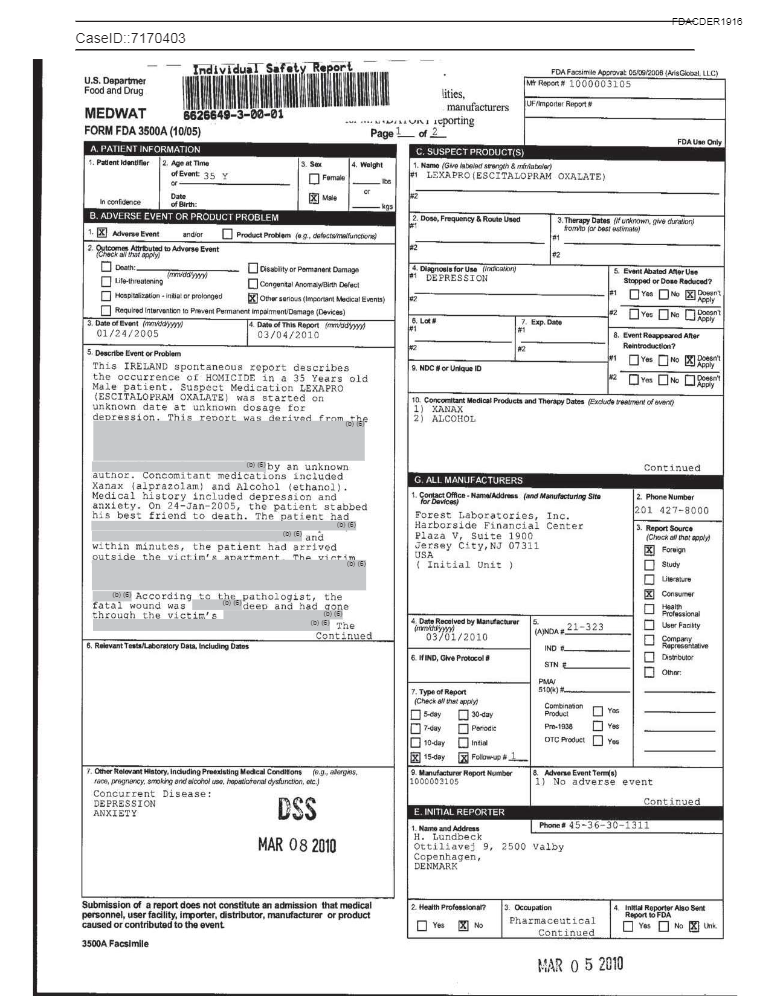 FDACDER1916
CaseID::7170403
Individual Safety Report
6626649-3-00-01
U.S. Departmer
Food and Drug
MEDWAT
FORM FDA 3500A (10/05)
lities,
manufacturers
reporting
Page 1 of 2
FDA Facsimile Approval: 05/09/2008 (ArisGlobal, LLC)
Mfr Report # 1000003105
UF/Importer Report #
FDA Use Only
A. PATIENT INFORMATION
1. Patient Identifier
In confidence
2. Age at Time
of Event: 35 Y
or
Date
of Birth:
3. Sex
Female
X Male
4. Weight
lbs
or
kgs
B. ADVERSE EVENT OR PRODUCT PROBLEM
1. X Adverse Event and/or Product Problem (e.g., defects/malfunctions)
2. Outcomes Attributed to Adverse Event
(Check all that apply)
Death:
(mm/dd/yyyy)
Disability or Permanent Damage
Life-threatening
Congenital Anomaly/Birth Defect
Hospitalization - initial or prolonged
X Other serious (Important Medical Events)
Required Intervention to Prevent Permanent Impairment/Damage (Devices)
3. Date of Event (mm/dd/yyyy)
01/24/2005
4. Date of This Report (mm/dd/yyyy)
03/04/2010
5. Describe Event or Problem
This IRELAND spontaneous report describes
the occurrence of HOMICIDE in a 35 Years old
Male patient. Suspect Medication LEXAPRO
(ESCITALOPRAM OXALATE) was started on
unknown date at unknown dosage for
depression. This report was derived from the
(b) (6)
(b) (6) by an unknown
author. Concomitant medications included
Xanax (alprazolam) and Alcohol (ethanol).
Medical history included depression and
anxiety. On 24-Jan-2005, the patient stabbed
his best friend to death. The patient had
(b) (6)
(b) (6) and
within minutes, the patient had arrived
outside the victim's apartment. The victim
(b) (6)
(b) (6) According to the pathologist, the
fatal wound was (b) (6) deep and had gone
through the victim's (b) (6)
(b) (6) The
Continued
6. Relevant Tests/Laboratory Data, Including Dates
7. Other Relevant History, Including Preexisting Medical Conditions (e.g., allergies,
race, pregnancy, smoking and alcohol use, hepatic/renal dysfunction, etc.)
Concurrent Disease:
DEPRESSION
ANXIETY
DSS
MAR 08 2010
Submission of a report does not constitute an admission that medical
personnel, user facility, importer, distributor, manufacturer or product
caused or contributed to the event.
3500A Facsimile
C. SUSPECT PRODUCT(S)
1. Name (Give labeled strength & mfr/labeler)
#1 LEXAPRO(ESCITALOPRAM OXALATE)
#2
2. Dose, Frequency & Route Used
#1
#2
3. Therapy Dates (If unknown, give duration)
from/to (or best estimate)
#1
#2
4. Diagnosis for Use (Indication)
#1 DEPRESSION
#2
5. Event Abated After Use
Stopped or Dose Reduced?
#1 Yes No X Doesn't Apply
#2 Yes No Doesn't Apply
6. Lot #
#1
#2
7. Exp. Date
#1
#2
8. Event Reappeared After
Reintroduction?
#1 Yes No X Doesn't Apply
#2 Yes No Doesn't Apply
9. NDC # or Unique ID
10. Concomitant Medical Products and Therapy Dates (Exclude treatment of event)
1) XANAX
2) ALCOHOL
Continued
G. ALL MANUFACTURERS
1. Contact Office - Name/Address (and Manufacturing Site
for Devices)
Forest Laboratories, Inc.
Harborside Financial Center
Plaza V, Suite 1900
Jersey City,NJ 07311
USA
( Initial Unit )
2. Phone Number
201 427-8000
3. Report Source
(Check all that apply)
X Foreign
Study
Literature
X Consumer
Health
Professional
User Facility
Company
Representative
Distributor
Other:
4. Date Received by Manufacturer
(mm/dd/yyyy)
03/01/2010
5.
(A)NDA # 21-323
IND #
STN #
PMA/
510(k) #
Combination
Product Yes
Pre-1938 Yes
OTC Product Yes
6. If IND, Give Protocol #
7. Type of Report
(Check all that apply)
5-day 30-day
7-day Periodic
10-day Initial
X 15-day X Follow-up # 1
9. Manufacturer Report Number
1000003105
8. Adverse Event Term(s)
1) No adverse event
Continued
E. INITIAL REPORTER
1. Name and Address
Phone # 45-36-30-1311
H. Lundbeck
Ottiliavej 9, 2500 Valby
Copenhagen,
DENMARK
2. Health Professional?
Yes X No
3. Occupation
Pharmaceutical
Continued
4. Initial Reporter Also Sent
Report to FDA
Yes No X Unk.
MAR 05 2010